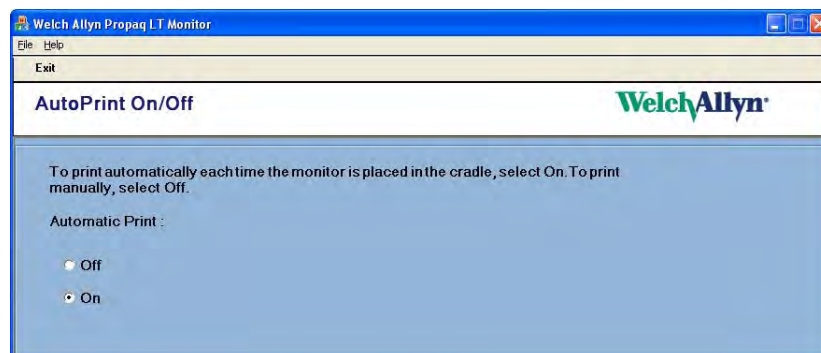 Welch Allyn Propaq LT Monitor
File Help
Exit
AutoPrint On/Off
WelchAllyn
To print automatically each time the monitor is placed in the cradle, select On. To print
manually, select Off.
Automatic Print :
Off
On